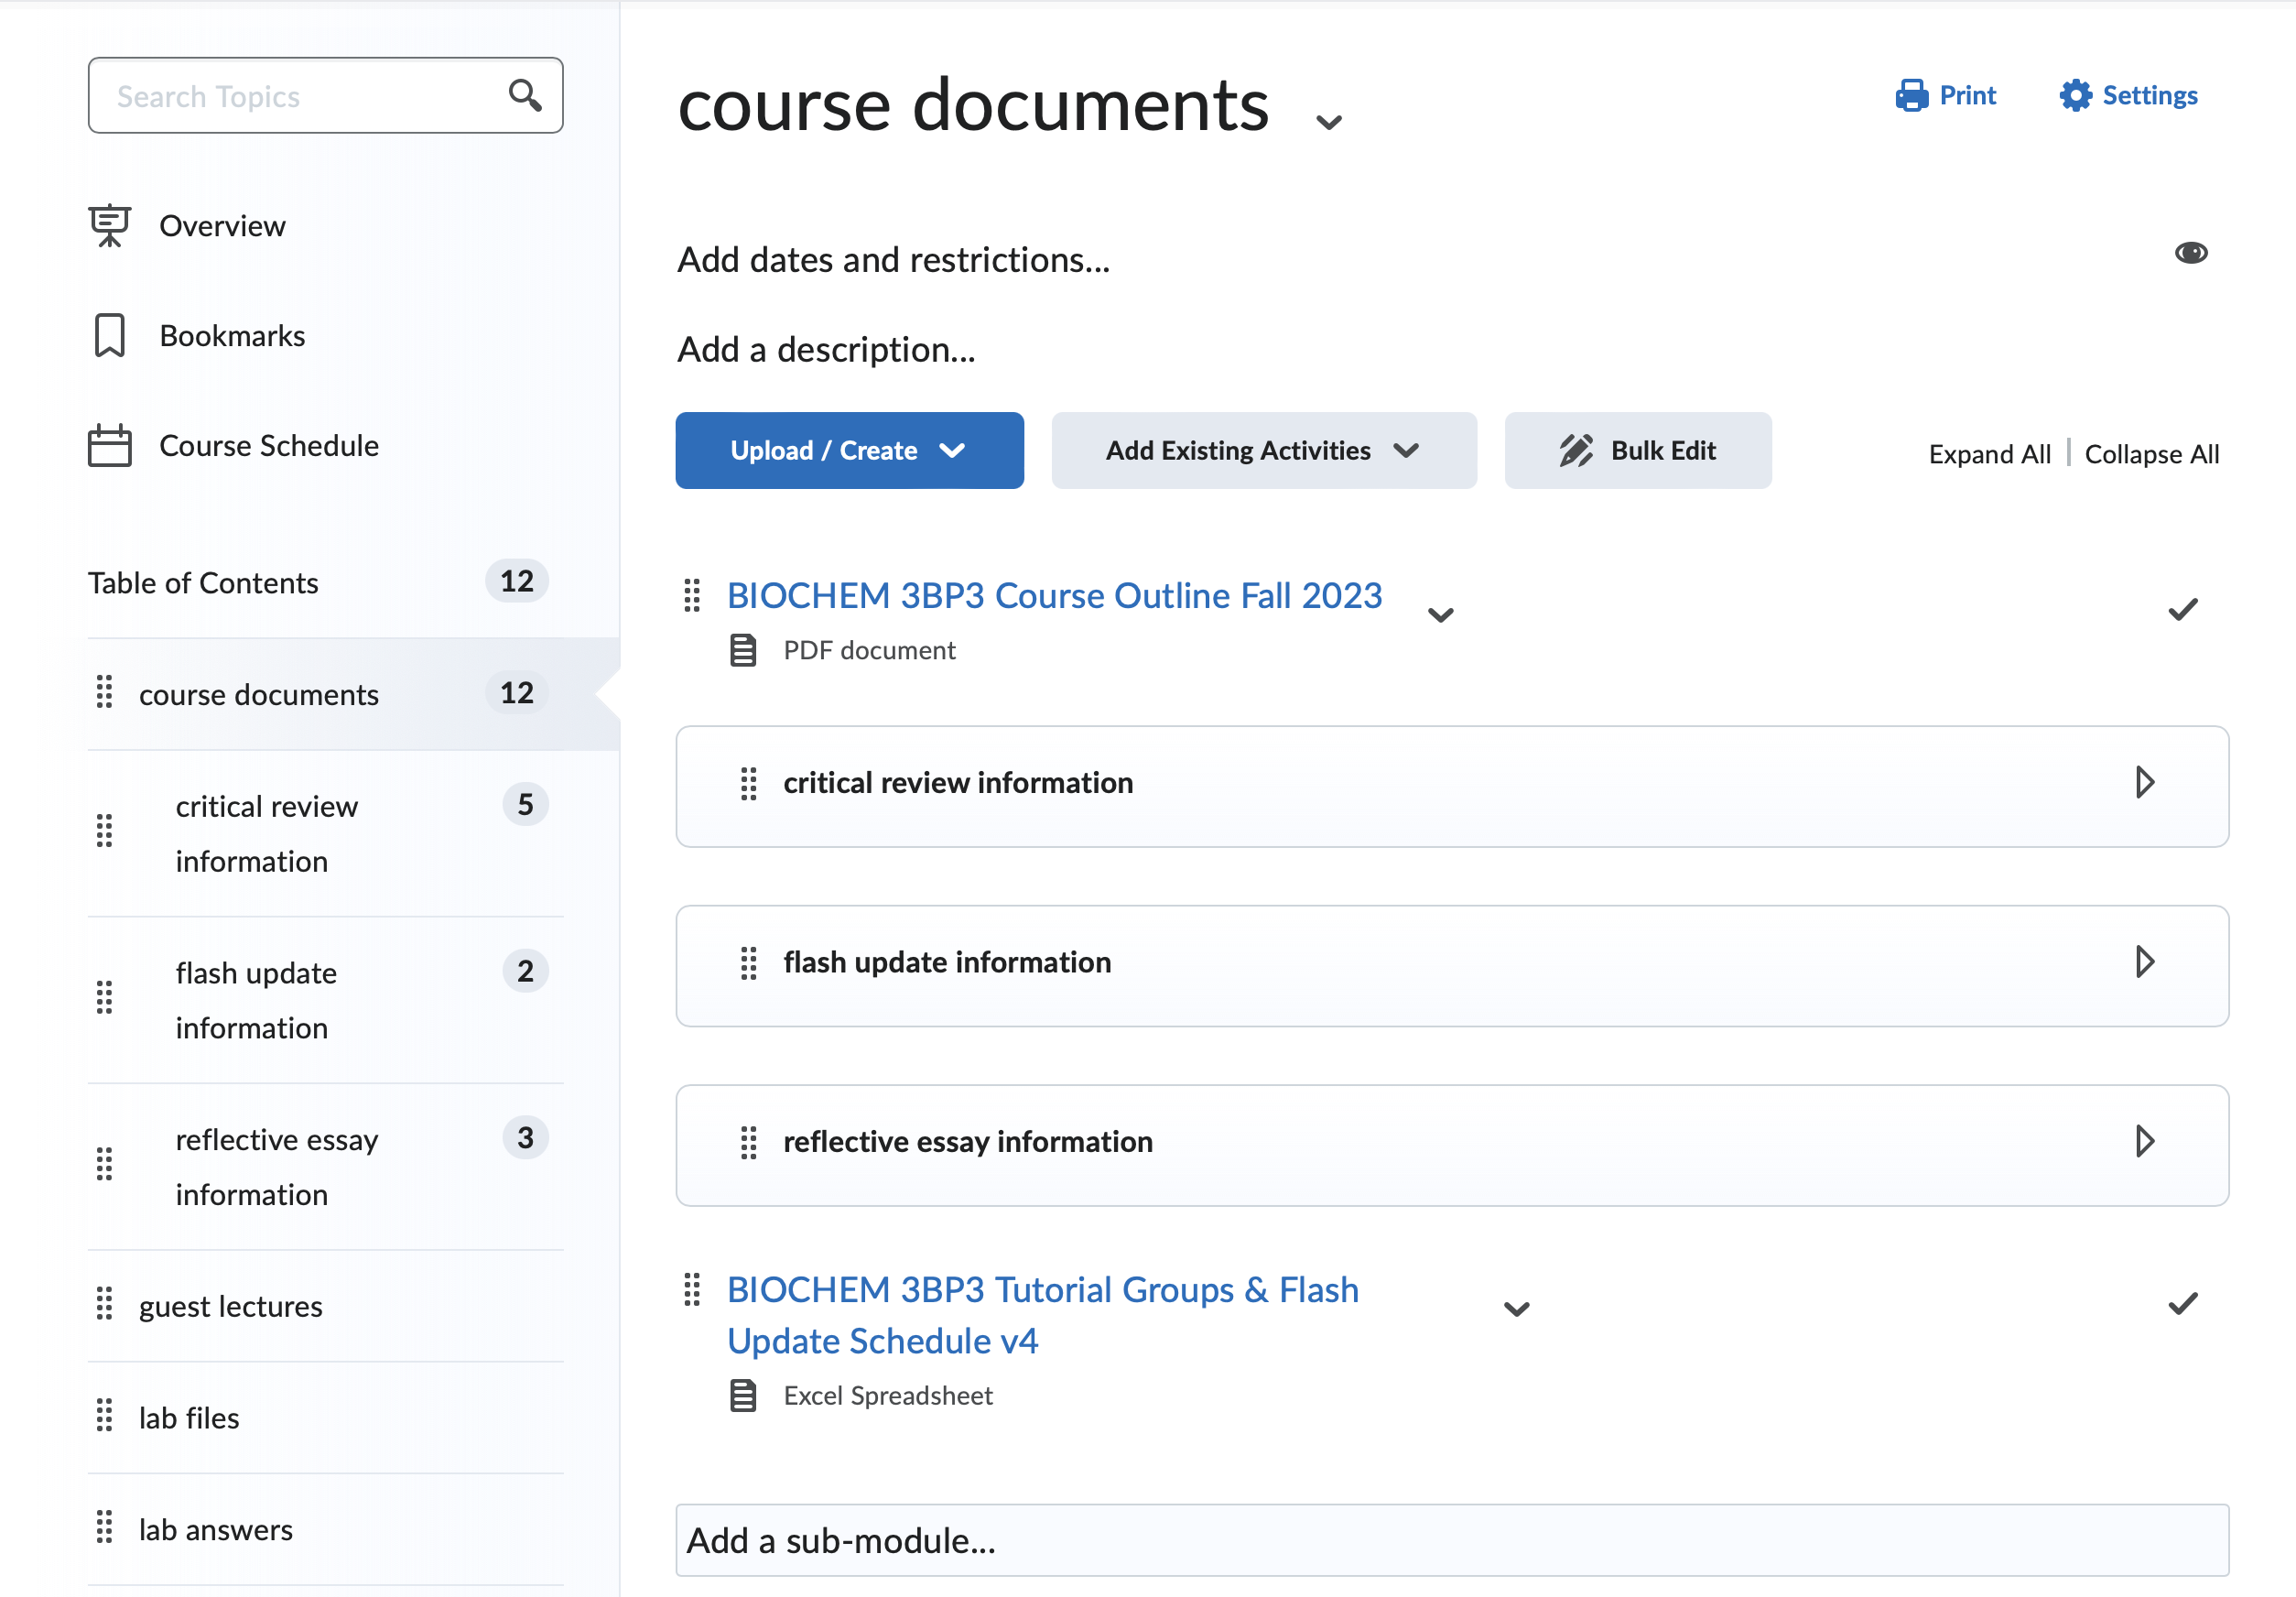 Search Topics
Overview
Bookmarks
Course Schedule
Table of Contents 12
course documents 12
critical review 5
information
flash update 2
information
reflective essay 3
information
guest lectures
lab files
lab answers
course documents
Print Settings
Add dates and restrictions...
Add a description...
Upload / Create Add Existing Activities Bulk Edit Expand All | Collapse All
BIOCHEM 3BP3 Course Outline Fall 2023
PDF document
critical review information
flash update information
reflective essay information
BIOCHEM 3BP3 Tutorial Groups & Flash
Update Schedule v4
Excel Spreadsheet
Add a sub-module...